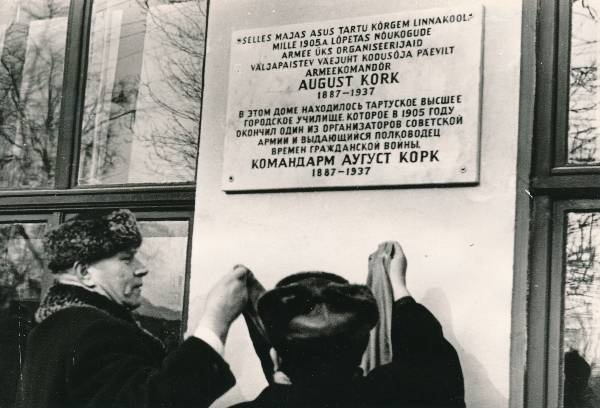 „SELLES MAJAS ASUS TARTU KÕRGEM LINNAKOOL"
MILLE 1905.A. LÕPETAS NÕUKOGUDE
ARMEE ÜKS ORGANISEERIJAID
VÄLJAPAISTEV VÄEJUHT KODUSÕJA PÄEVILT
ARMEEKOMANDÖR
AUGUST KORK
1887-1937
В ЭТОМ ДОМЕ НАХОДИЛОСЬ ТАРТУСКОЕ ВЫСШЕЕ
ГОРОДСКОЕ УЧИЛИЩЕ, КОТОРОЕ В 1905 ГОДУ
ОКОНЧИЛ ОДИН ИЗ ОРГАНИЗАТОРОВ СОВЕТСКОЙ
АРМИИ И ВЫДАЮЩИЙСЯ ПОЛКОВОДЕЦ
ВРЕМЕН ГРАЖДАНСКОЙ ВОЙНЫ.
КОМАНДАРМ АУГУСТ КОРК
1887-1937